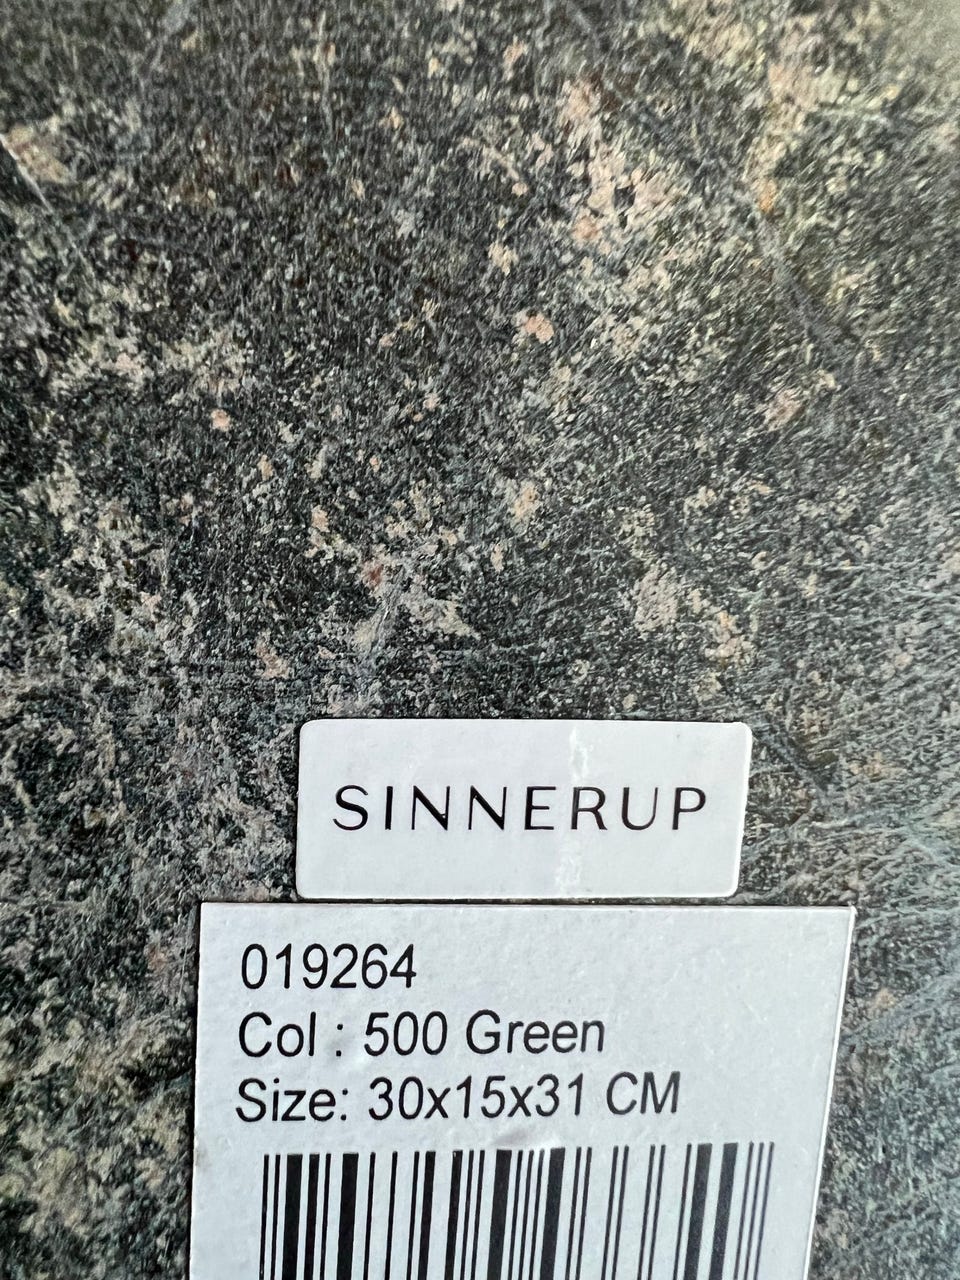 SINNERUP
019264
Col : 500 Green
Size: 30x15x31 CM